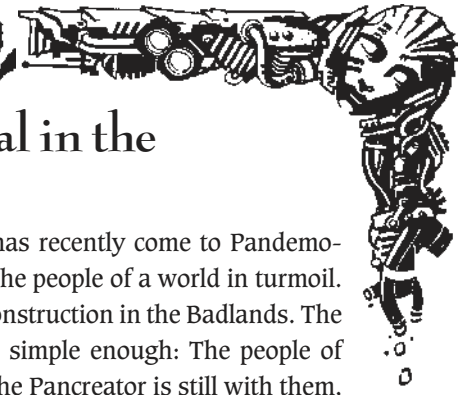 al in the
has recently come to Pandemo-
he people of a world in turmoil.
onstruction in the Badlands. The
simple enough: The people of
he Pancreator is still with them.